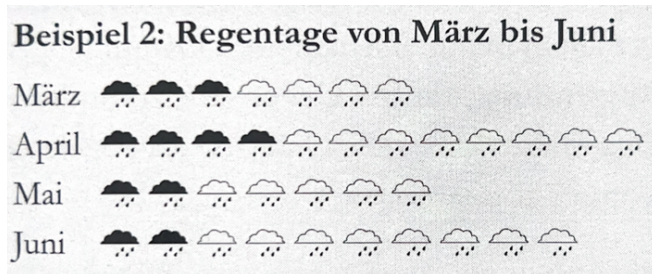 Beispiel 2: Regentage von März bis Juni
März
April
Mai
Juni